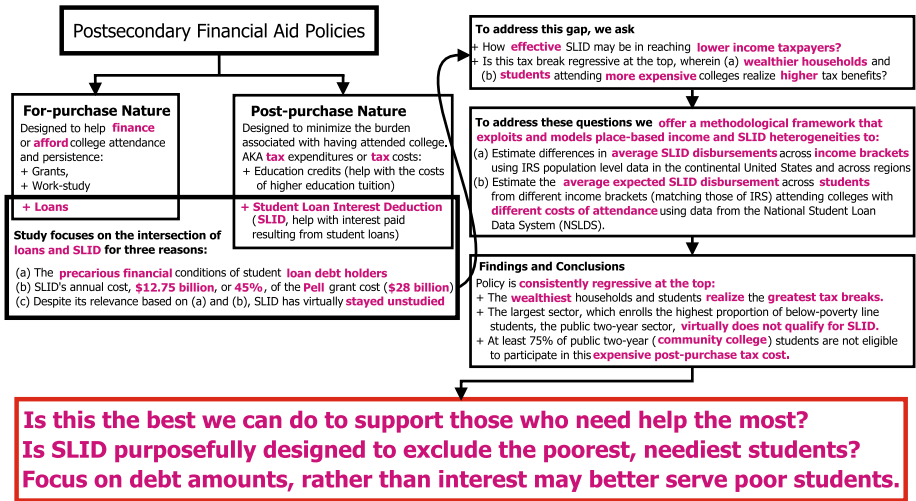 Postsecondary Financial Aid Policies
For-purchase Nature
Designed to help finance
or afford college attendance
and persistence:
+ Grants,
+ Work-study
+ Loans
Post-purchase Nature
Designed to minimize the burden
associated with having attended college.
AKA tax expenditures or tax costs:
+ Education credits (help with the costs
of higher education tuition)
+ Student Loan Interest Deduction
(SLID, help with interest paid
resulting from student loans)
Study focuses on the intersection of
loans and SLID for three reasons:
(a) The precarious financial conditions of student loan debt holders
(b) SLID's annual cost, $12.75 billion, or 45%, of the Pell grant cost ($28 billion)
(c) Despite its relevance based on (a) and (b), SLID has virtually stayed unstudied
To address this gap, we ask
+ How effective SLID may be in reaching lower income taxpayers?
+ Is this tax break regressive at the top, wherein (a) wealthier households and
(b) students attending more expensive colleges realize higher tax benefits?
To address these questions we offer a methodological framework that
exploits and models place-based income and SLID heterogeneities to:
(a) Estimate differences in average SLID disbursements across income brackets
using IRS population level data in the continental United States and across regions
(b) Estimate the average expected SLID disbursement across students
from different income brackets (matching those of IRS) attending colleges with
different costs of attendance using data from the National Student Loan
Data System (NSLDS).
Findings and Conclusions
Policy is consistently regressive at the top:
+ The wealthiest households and students realize the greatest tax breaks.
+ The largest sector, which enrolls the highest proportion of below-poverty line
students, the public two-year sector, virtually does not qualify for SLID.
+ At least 75% of public two-year (community college) students are not eligible
to participate in this expensive post-purchase tax cost.
Is this the best we can do to support those who need help the most?
Is SLID purposefully designed to exclude the poorest, neediest students?
Focus on debt amounts, rather than interest may better serve poor students.